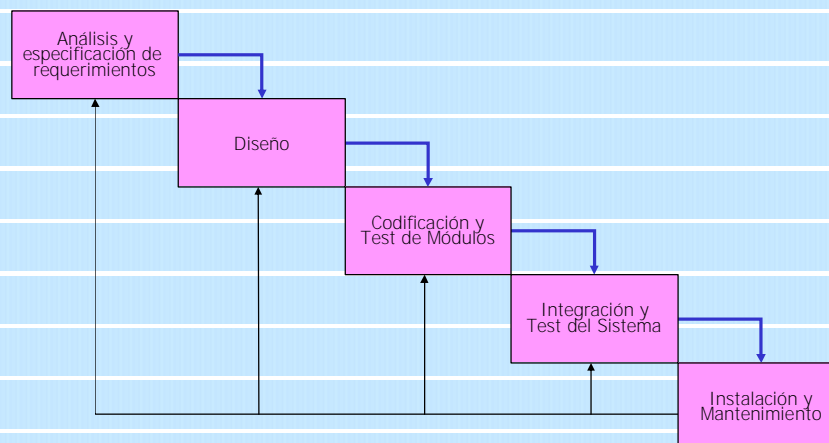 Análisis y
especificación de
requerimientos
Diseño
Codificación y
Test de Módulos
Integración y
Test del Sistema
Instalación y
Mantenimiento